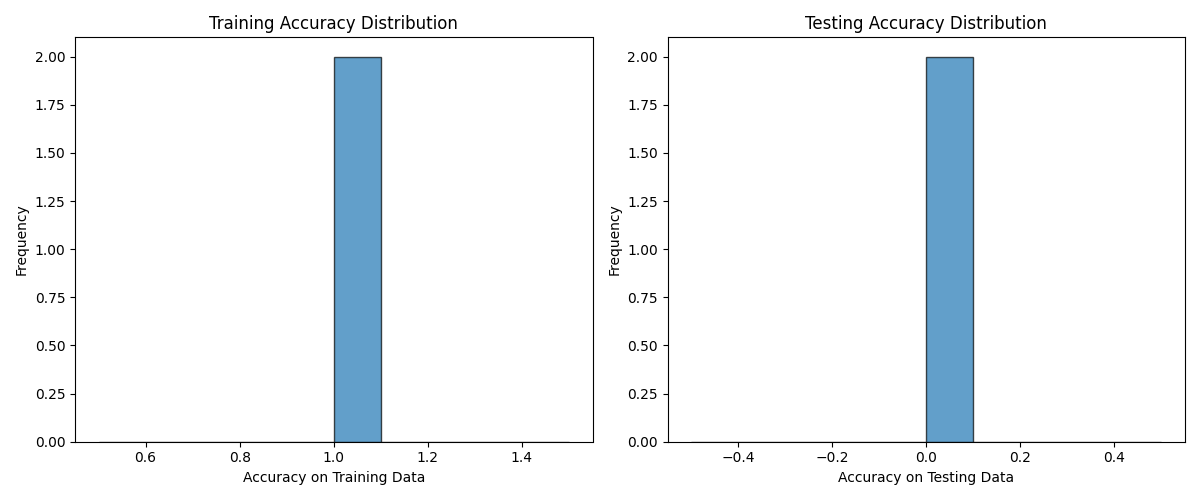 Training Accuracy Distribution
2.00
1.75
1.50
1.25
1.00
0.75
0.50
0.25
0.00
Frequency
0.6 0.8 1.0 1.2 1.4
Accuracy on Training Data
Testing Accuracy Distribution
2.00
1.75
1.50
1.25
1.00
0.75
0.50
0.25
0.00
Frequency
−0.4 −0.2 0.0 0.2 0.4
Accuracy on Testing Data